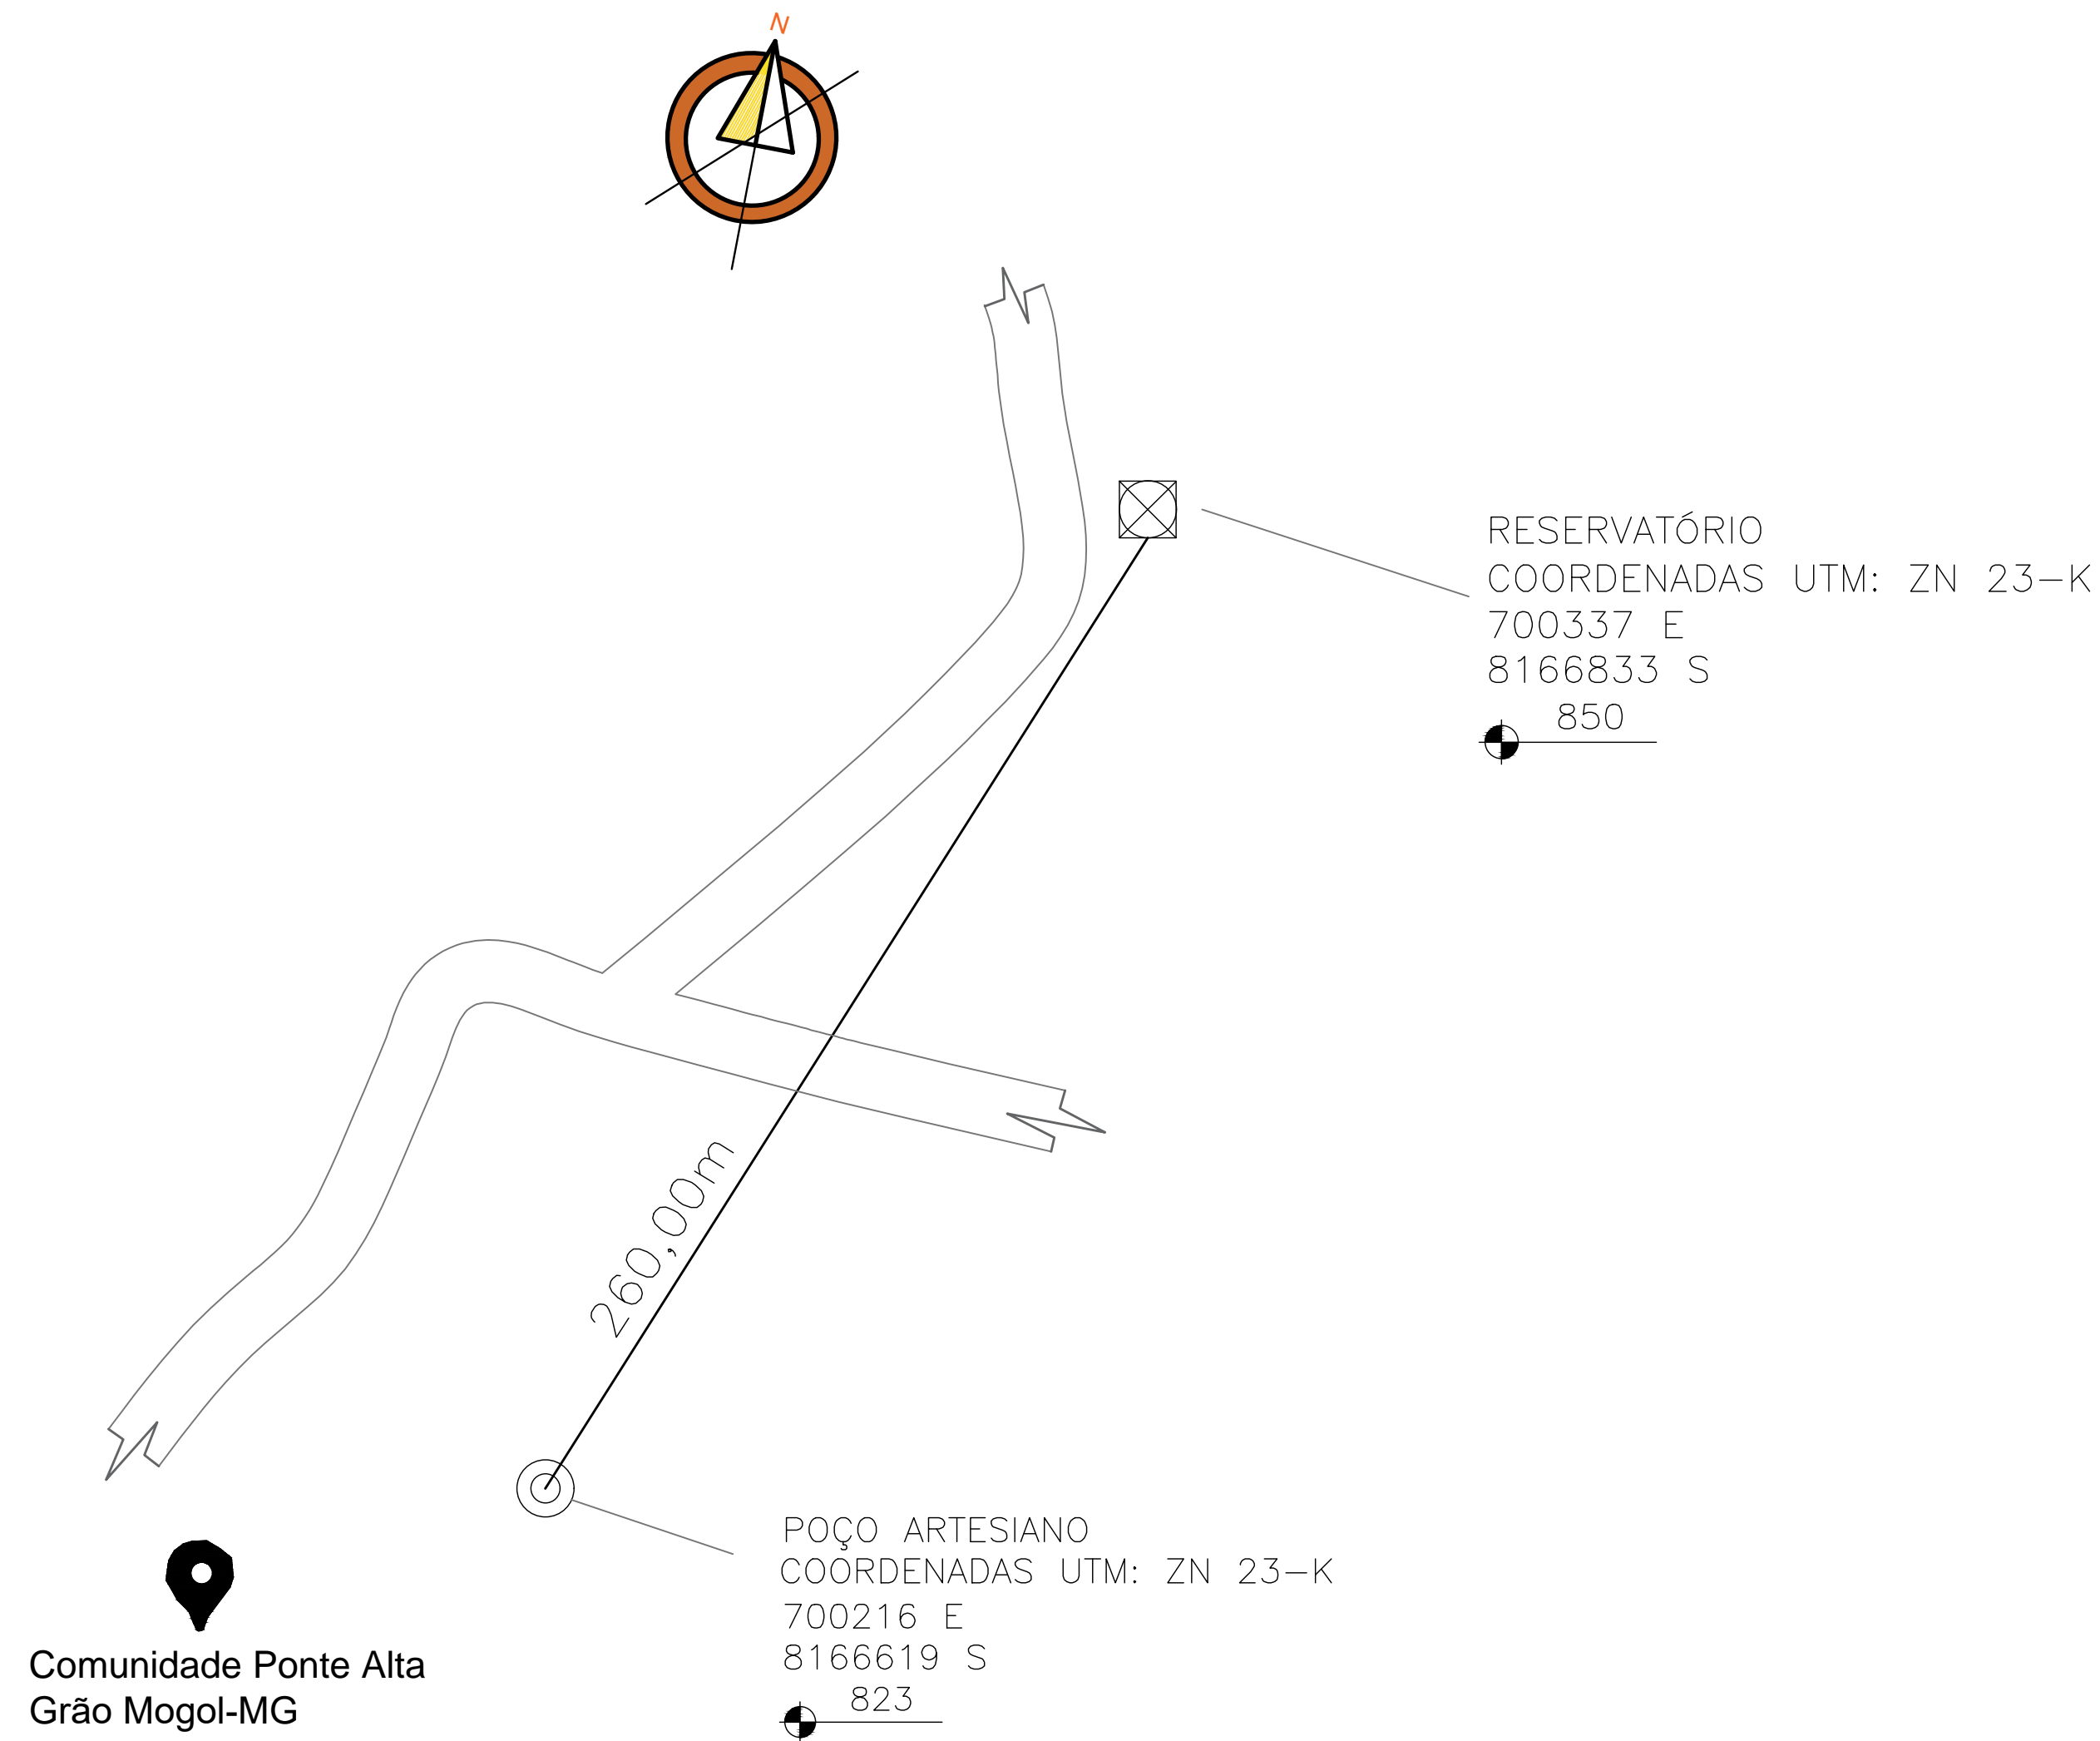 N
RESERVATÓRIO
COORDENADAS UTM: ZN 23-K
700337 E
8166833 S
850
260,00m
POÇO ARTESIANO
COORDENADAS UTM: ZN 23-K
700216 E
8166619 S
823
Comunidade Ponte Alta
Grão Mogol-MG